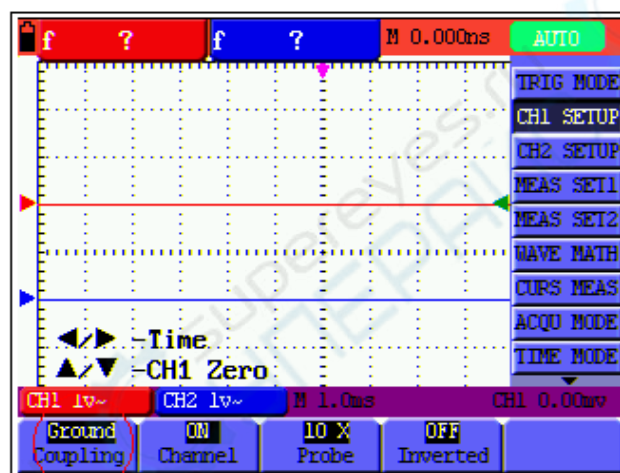 f ? f ? M 0.000ns AUTO
TRIG MODE
CH1 SETUP
CH2 SETUP
MEAS SET1
MEAS SET2
WAVE MATH
CURS MEAS
ACQU MODE
TIME MODE
◀/▶ -Time
▲/▼ -CH1 Zero
CH1 1v~ CH2 1v~ M 1.0ms CH1 0.00mv
Ground ON 10 X OFF
Coupling Channel Probe Inverted